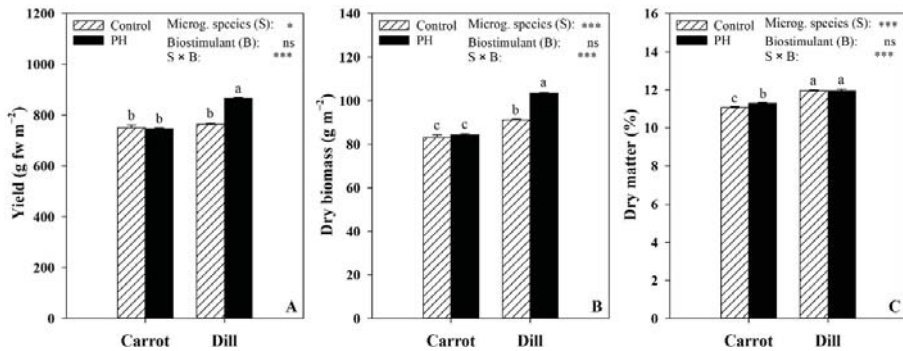 Yield (g fw m⁻²)
1200
1000
800
600
400
200
0
Control
PH
Microg. species (S): *
Biostimulant (B): ns
S × B: ***
b
b
b
a
A
Carrot
Dill
Dry biomass (g m⁻²)
140
120
100
80
60
40
20
0
Control
PH
Microg. species (S): ***
Biostimulant (B): ns
S × B: ***
c
c
b
a
B
Carrot
Dill
Dry matter (%)
16
14
12
10
8
6
4
2
0
Control
PH
Microg. species (S): ***
Biostimulant (B): ns
S × B: ***
c
b
a
a
C
Carrot
Dill